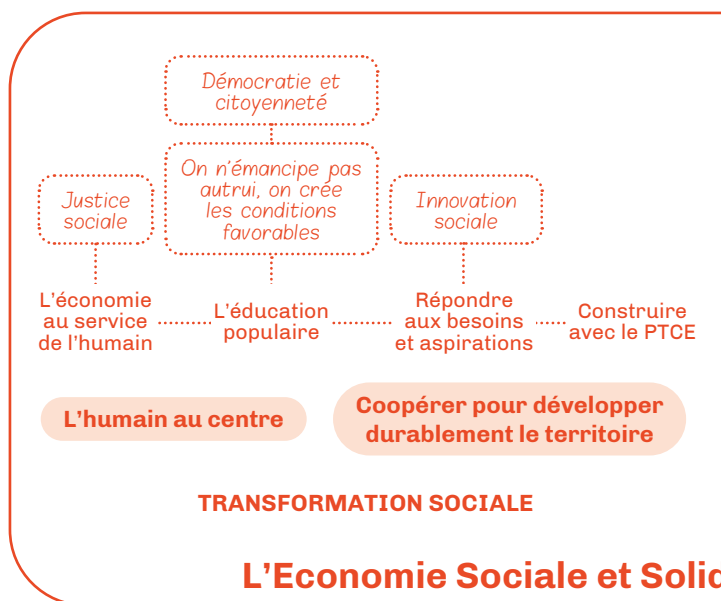 Démocratie et
citoyenneté
On n'émancipe pas
autrui, on crée
les conditions
favorables
Justice
sociale
Innovation
sociale
L'économie
au service
de l'humain
L'éducation
populaire
Répondre
aux besoins
et aspirations
Construire
avec le PTCE
L'humain au centre
Coopérer pour développer
durablement le territoire
TRANSFORMATION SOCIALE
L'Economie Sociale et Solid